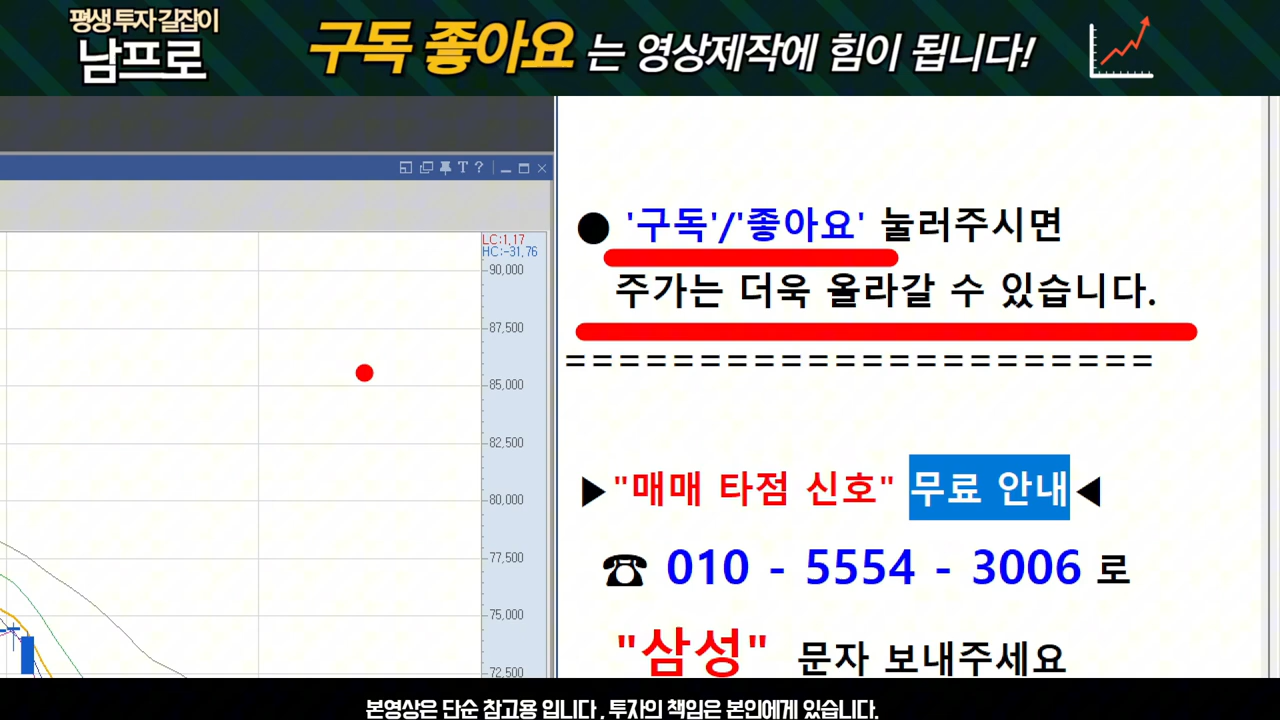 평생 투자 길잡이
남프로
구독 좋아요 는 영상제작에 힘이 됩니다!
T ?
LC:1,17
HC:-31,76
90,000
87,500
85,000
82,500
80,000
77,500
75,000
72,500
● '구독'/'좋아요' 눌러주시면
주가는 더욱 올라갈 수 있습니다.
======================
▶"매매 타점 신호" 무료 안내◀
☎ 010 - 5554 - 3006 로
"삼성" 문자 보내주세요
본영상은 단순 참고용 입니다 , 투자의 책임은 본인에게 있습니다.